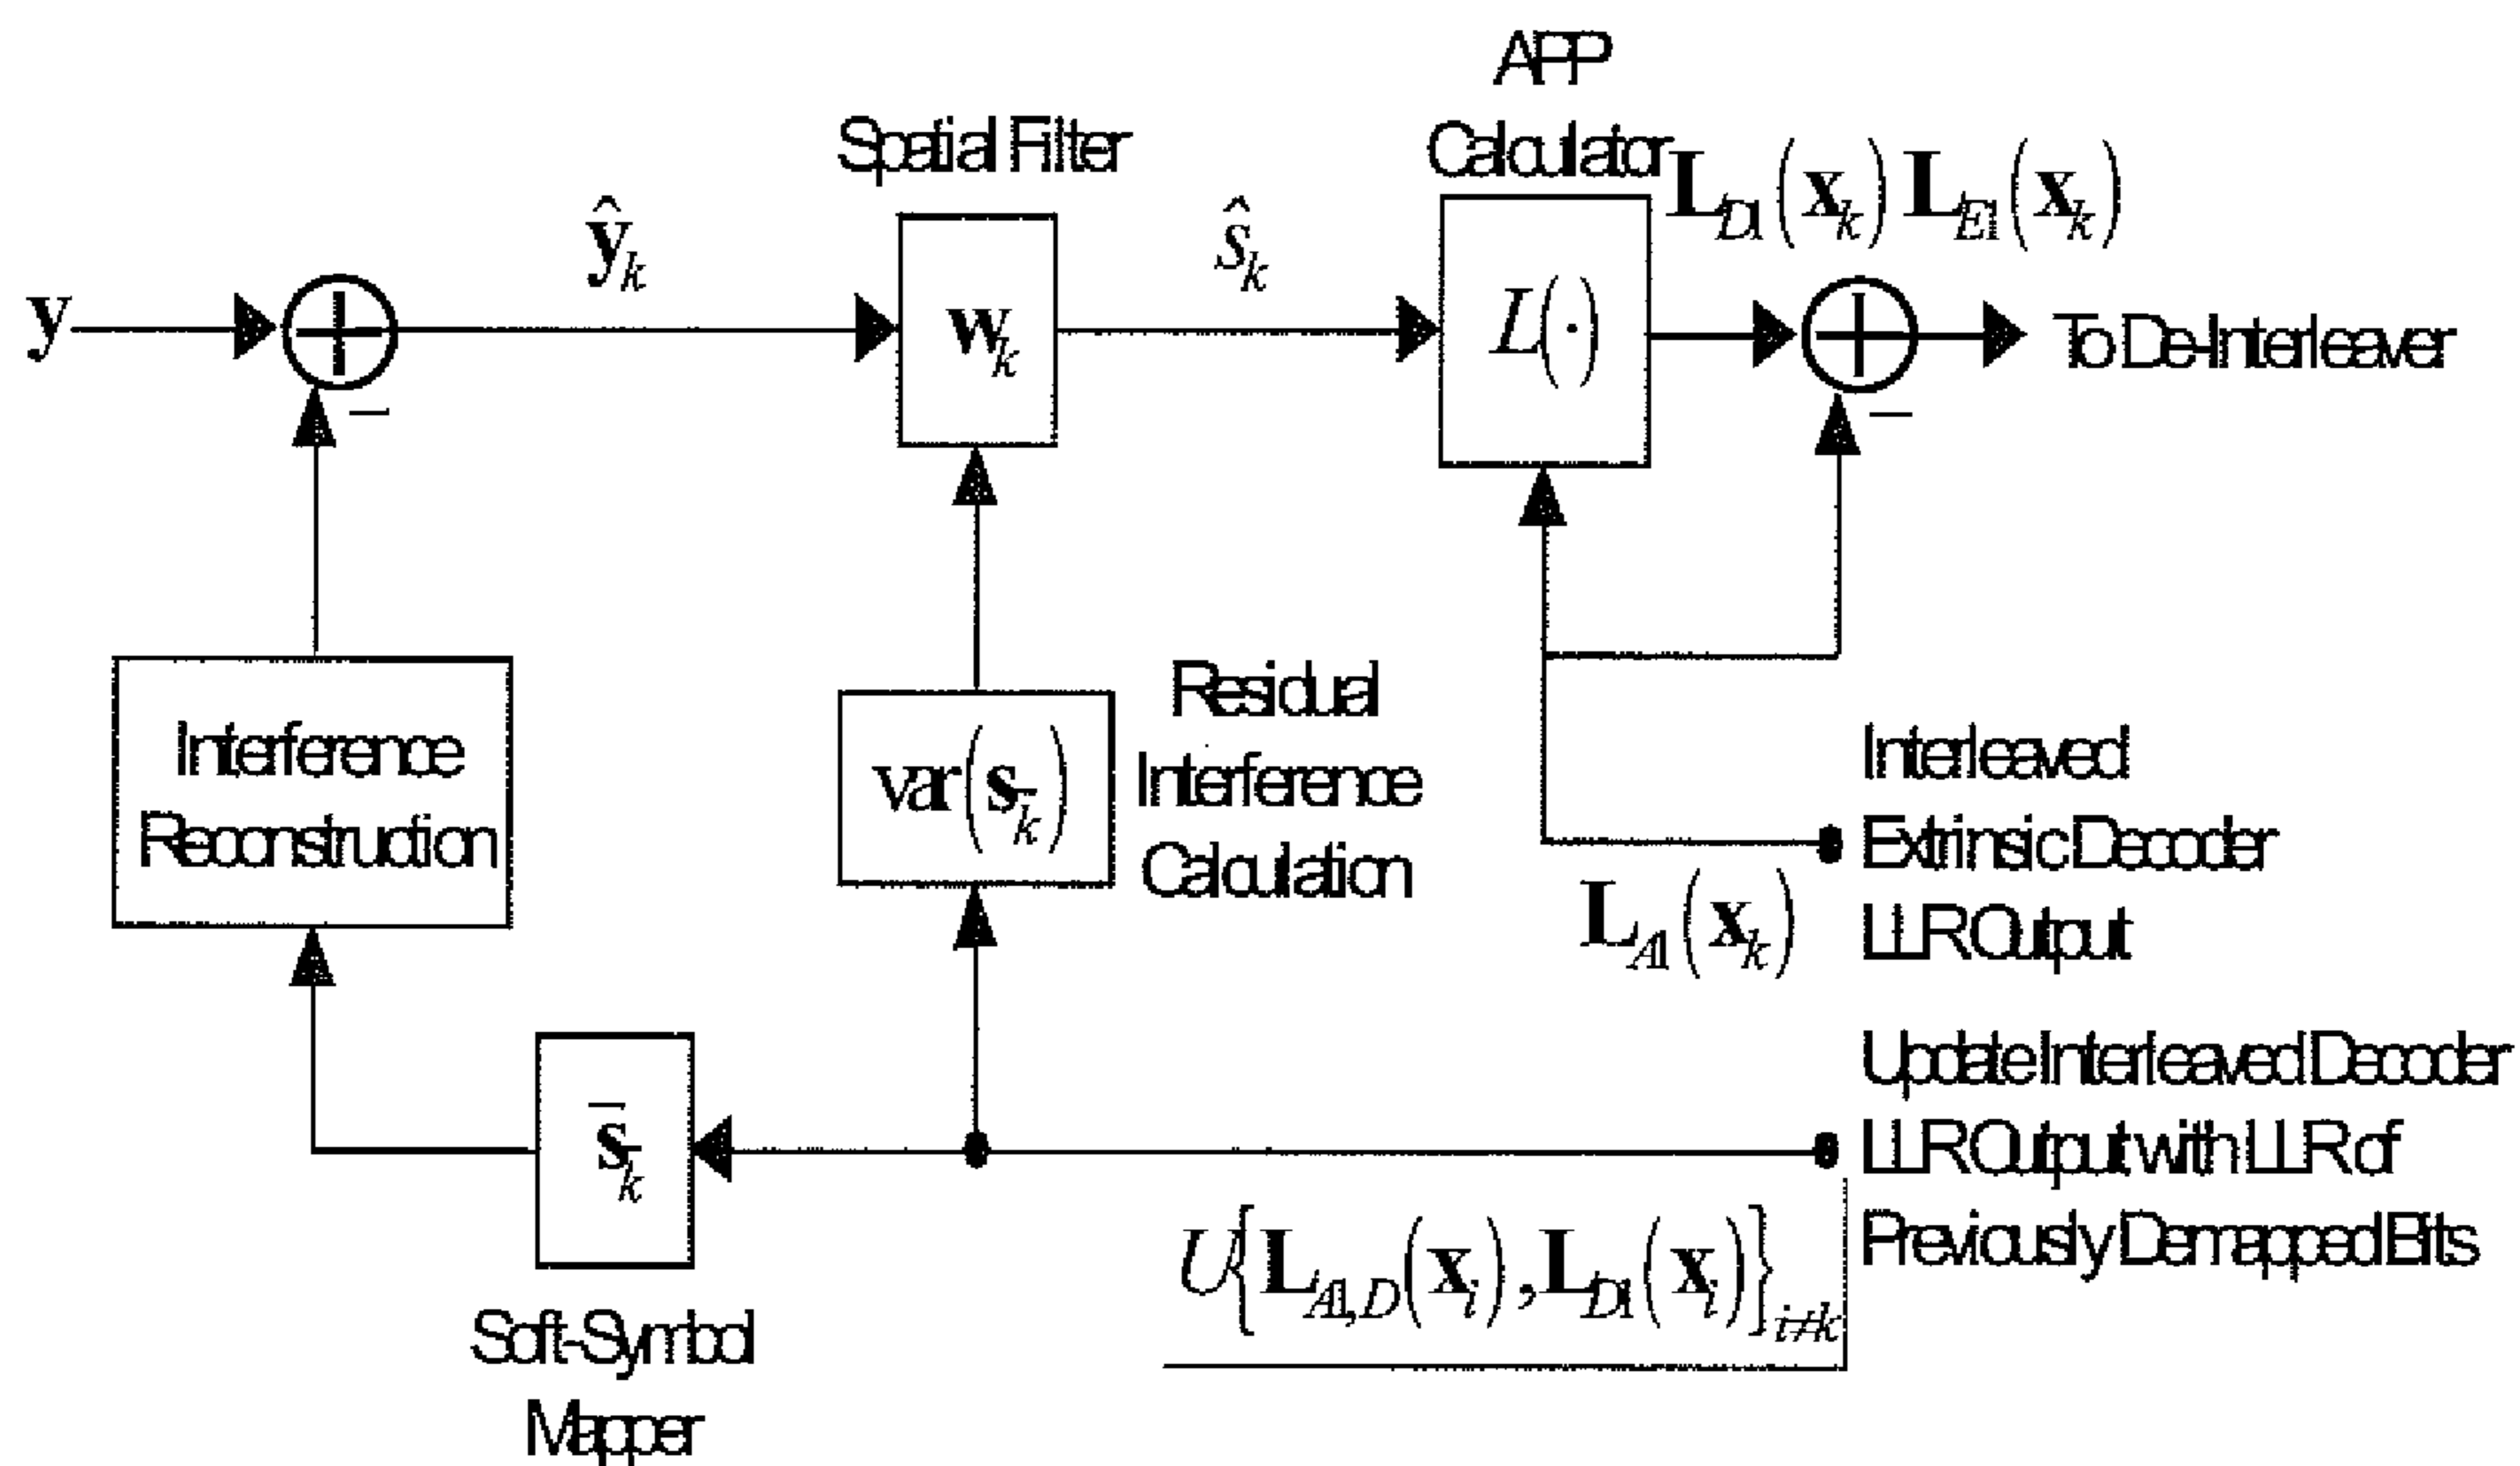 APP
Calculator
Spatial Filter
L_{D1}(x_k) L_{E1}(x_k)
ŷ_k
ŝ_k
y
w_k
L(·)
To De-Interleaver
−
−
Interference
Reconstruction
var(s_{k̄})
Residual
Interference
Calculation
Interleaved
Extrinsic Decoder
LLR Output
L_{A1}(x_k)
s̄_{k̄}
Update Interleaved Decoder
LLR Output with LLR of
Previously Demapped Bits
U{L_{A1,D}(x_i), L_{D1}(x_i)}_{i≠k}
Soft-Symbol
Mapper